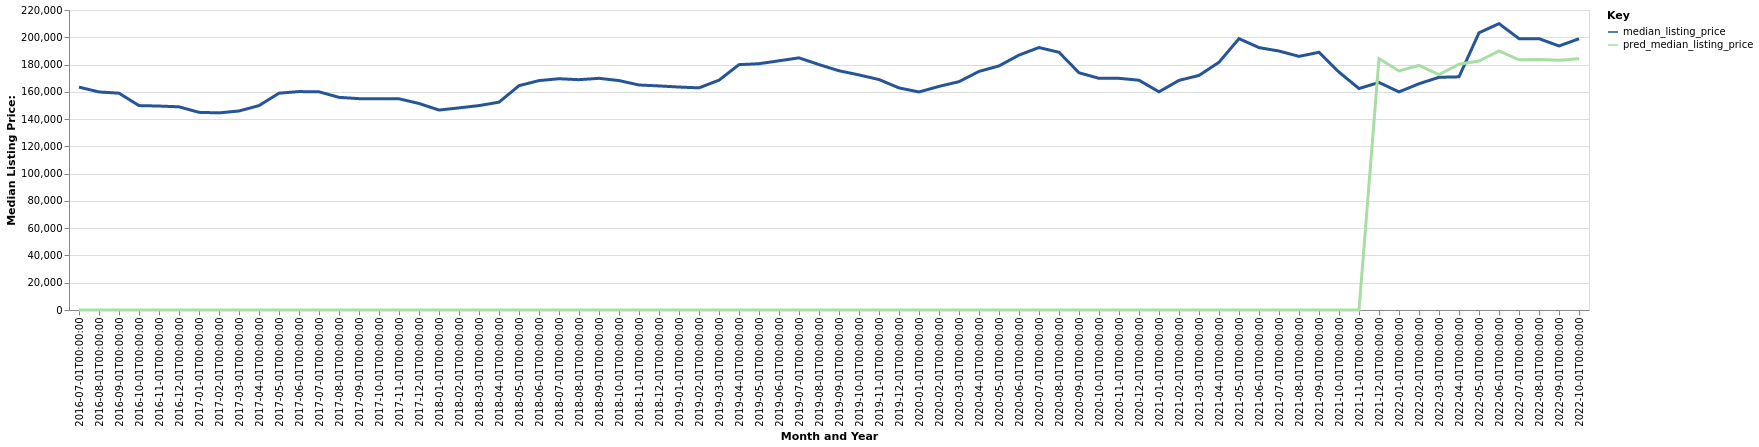 220,000
200,000
180,000
160,000
140,000
120,000
100,000
80,000
60,000
40,000
20,000
0
Median Listing Price:
2016-07-01T00:00:00
2016-08-01T00:00:00
2016-09-01T00:00:00
2016-10-01T00:00:00
2016-11-01T00:00:00
2016-12-01T00:00:00
2017-01-01T00:00:00
2017-02-01T00:00:00
2017-03-01T00:00:00
2017-04-01T00:00:00
2017-05-01T00:00:00
2017-06-01T00:00:00
2017-07-01T00:00:00
2017-08-01T00:00:00
2017-09-01T00:00:00
2017-10-01T00:00:00
2017-11-01T00:00:00
2017-12-01T00:00:00
2018-01-01T00:00:00
2018-02-01T00:00:00
2018-03-01T00:00:00
2018-04-01T00:00:00
2018-05-01T00:00:00
2018-06-01T00:00:00
2018-07-01T00:00:00
2018-08-01T00:00:00
2018-09-01T00:00:00
2018-10-01T00:00:00
2018-11-01T00:00:00
2018-12-01T00:00:00
2019-01-01T00:00:00
2019-02-01T00:00:00
2019-03-01T00:00:00
2019-04-01T00:00:00
2019-05-01T00:00:00
2019-06-01T00:00:00
2019-07-01T00:00:00
2019-08-01T00:00:00
2019-09-01T00:00:00
2019-10-01T00:00:00
2019-11-01T00:00:00
2019-12-01T00:00:00
2020-01-01T00:00:00
2020-02-01T00:00:00
2020-03-01T00:00:00
2020-04-01T00:00:00
2020-05-01T00:00:00
2020-06-01T00:00:00
2020-07-01T00:00:00
2020-08-01T00:00:00
2020-09-01T00:00:00
2020-10-01T00:00:00
2020-11-01T00:00:00
2020-12-01T00:00:00
2021-01-01T00:00:00
2021-02-01T00:00:00
2021-03-01T00:00:00
2021-04-01T00:00:00
2021-05-01T00:00:00
2021-06-01T00:00:00
2021-07-01T00:00:00
2021-08-01T00:00:00
2021-09-01T00:00:00
2021-10-01T00:00:00
2021-11-01T00:00:00
2021-12-01T00:00:00
2022-01-01T00:00:00
2022-02-01T00:00:00
2022-03-01T00:00:00
2022-04-01T00:00:00
2022-05-01T00:00:00
2022-06-01T00:00:00
2022-07-01T00:00:00
2022-08-01T00:00:00
2022-09-01T00:00:00
2022-10-01T00:00:00
Month and Year
Key
median_listing_price
pred_median_listing_price